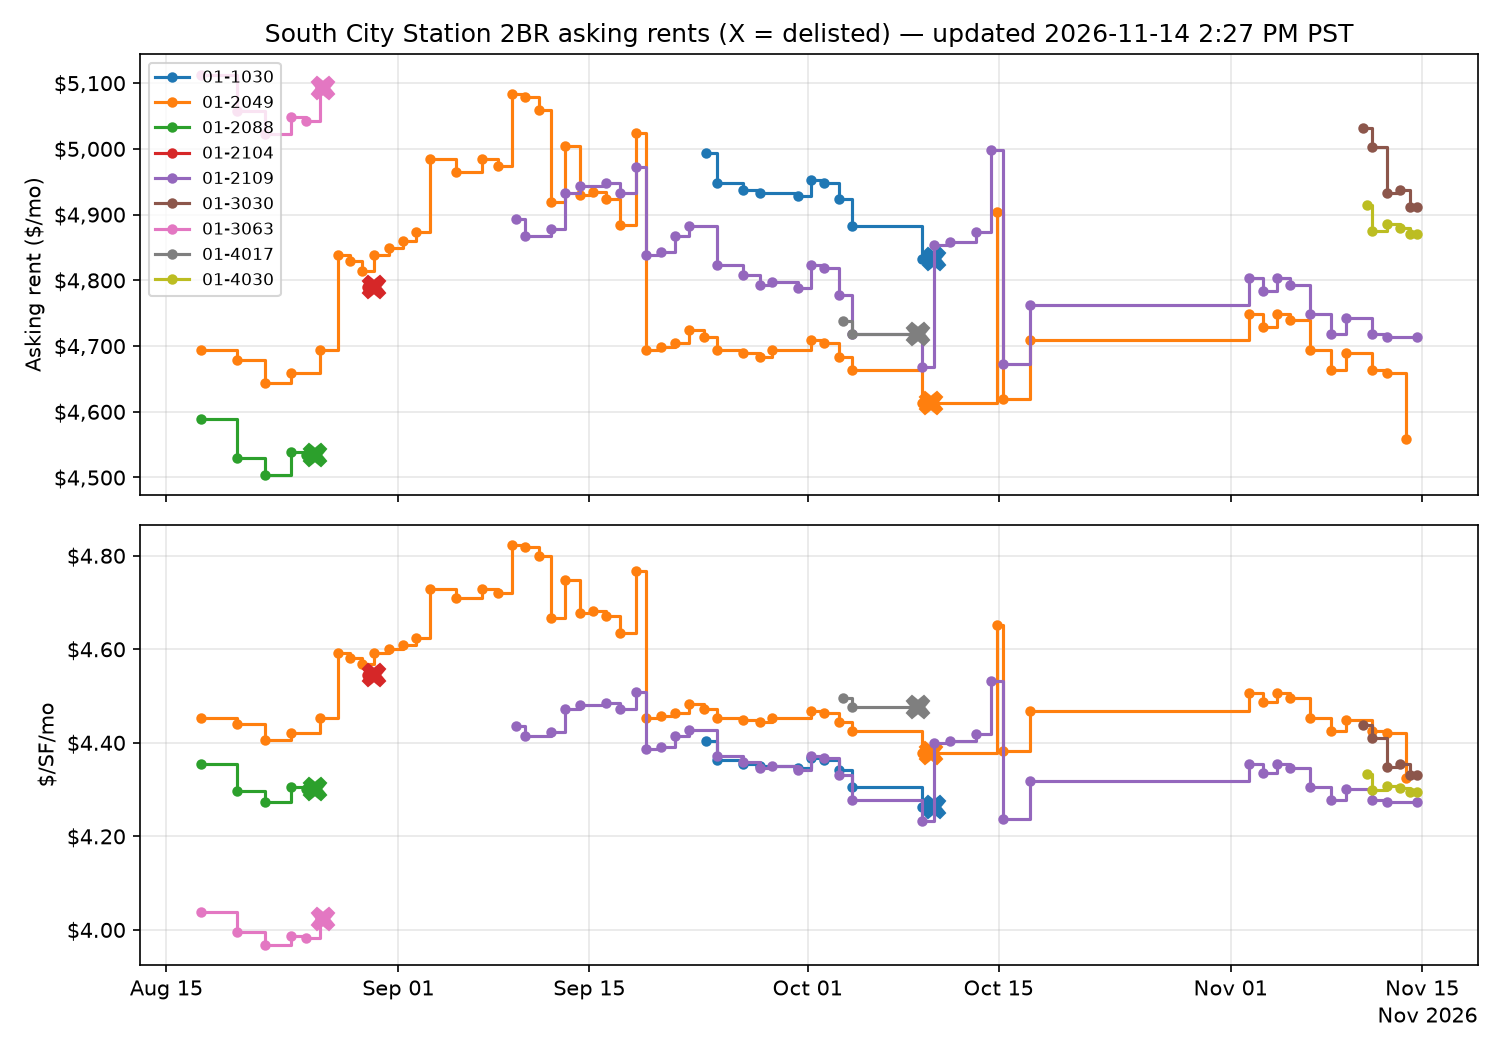 South City Station 2BR asking rents (X = delisted) — updated 2026-11-14 2:27 PM PST
Asking rent ($/mo)
$5,100
$5,000
$4,900
$4,800
$4,700
$4,600
$4,500
01-1030
01-2049
01-2088
01-2104
01-2109
01-3030
01-3063
01-4017
01-4030
$/SF/mo
$4.80
$4.60
$4.40
$4.20
$4.00
Aug 15
Sep 01
Sep 15
Oct 01
Oct 15
Nov 01
Nov 15
Nov 2026